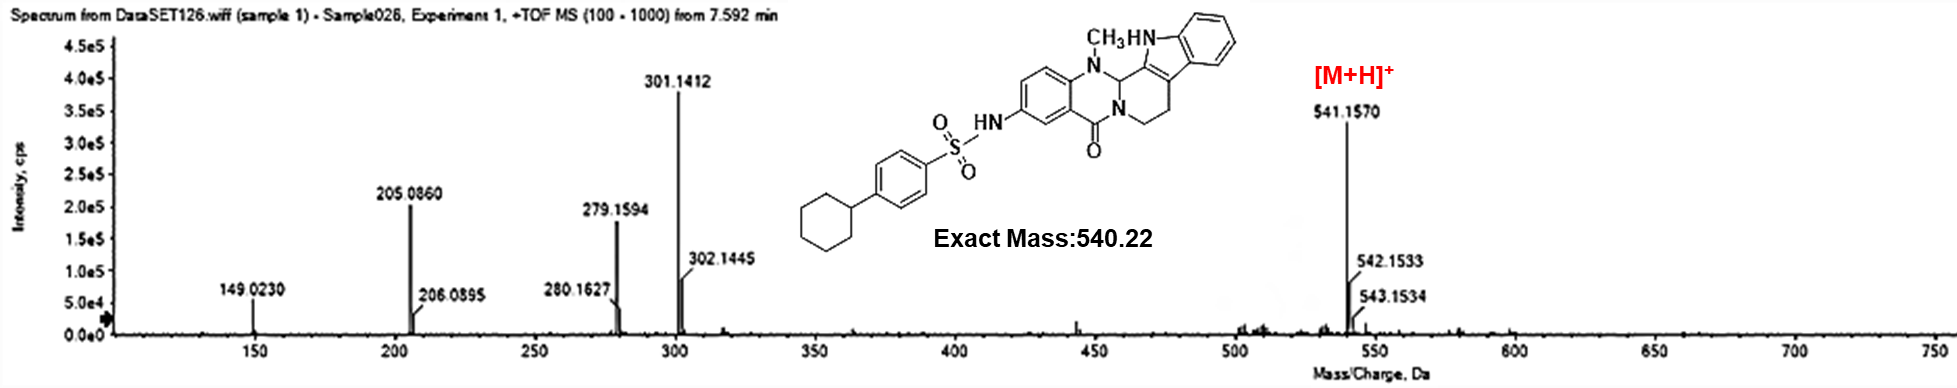 Spectrum from DataSET126.wiff (sample 1) - Sample026, Experiment 1, +TOF MS (100 - 1000) from 7.592 min
Intensity, cps
4.5e5
4.0e5
3.5e5
3.0e5
2.5e5
2.0e5
1.5e5
1.0e5
5.0e4
0.0e0
149.0230
205.0860
206.0895
279.1594
280.1627
301.1412
302.1445
CH3
HN
N
N
O
HN
O
S
O
Exact Mass:540.22
[M+H]+
541.1570
542.1533
543.1534
150 200 250 300 350 400 450 500 550 600 650 700 750
Mass/Charge, Da